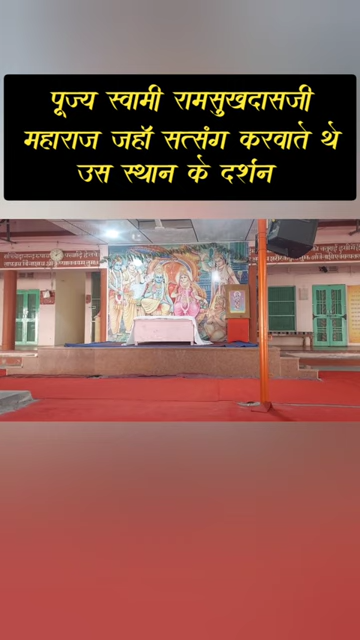 पूज्य स्वामी रामसुखदासजी
महाराज जहाॅ सत्संग करवाते थे
उस स्थान के दर्शन